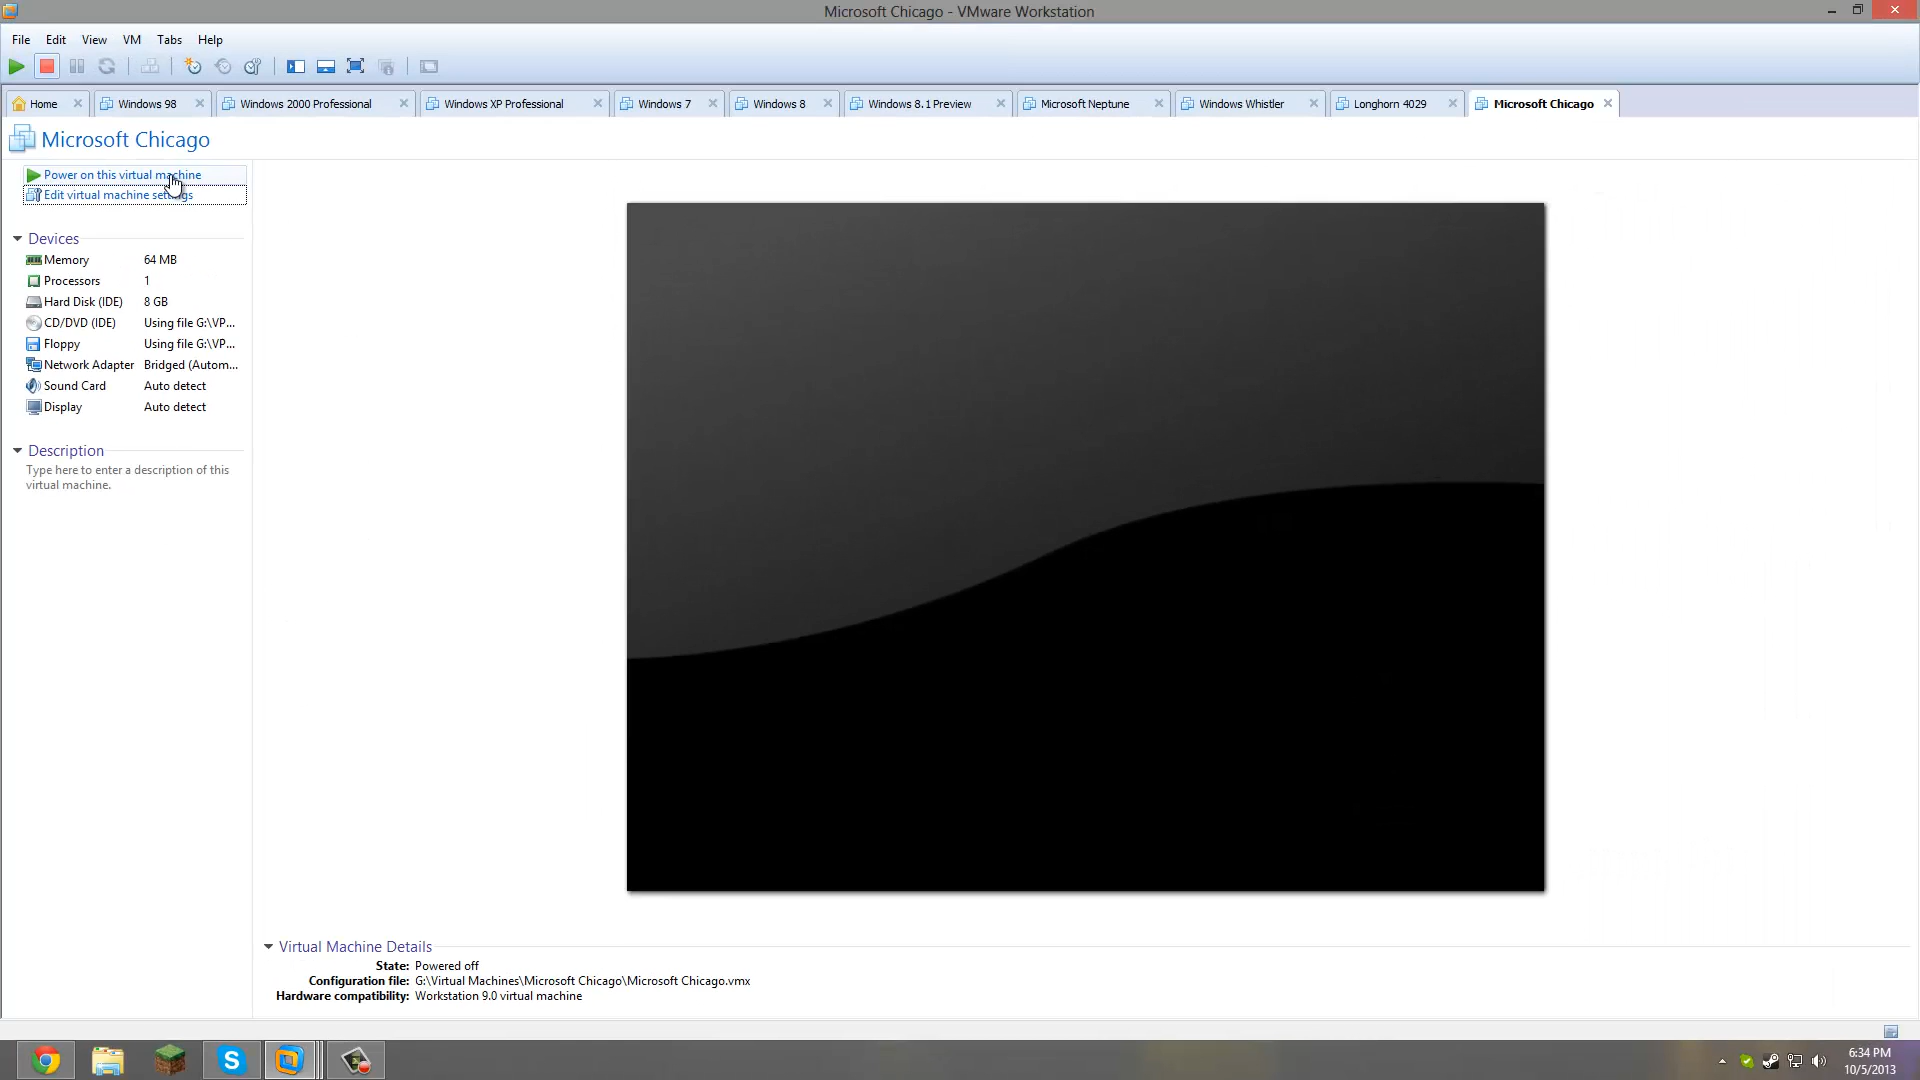 Microsoft Chicago - VMware Workstation
File Edit View VM Tabs Help
Home Windows 98 Windows 2000 Professional Windows XP Professional Windows 7 Windows 8 Windows 8.1 Preview Microsoft Neptune Windows Whistler Longhorn 4029 Microsoft Chicago
Microsoft Chicago
Power on this virtual machine
Edit virtual machine settings
Devices
Memory 64 MB
Processors 1
Hard Disk (IDE) 8 GB
CD/DVD (IDE) Using file G:\VP...
Floppy Using file G:\VP...
Network Adapter Bridged (Autom...
Sound Card Auto detect
Display Auto detect
Description
Type here to enter a description of this
virtual machine.
Virtual Machine Details
State: Powered off
Configuration file: G:\Virtual Machines\Microsoft Chicago\Microsoft Chicago.vmx
Hardware compatibility: Workstation 9.0 virtual machine
6:34 PM
10/5/2013